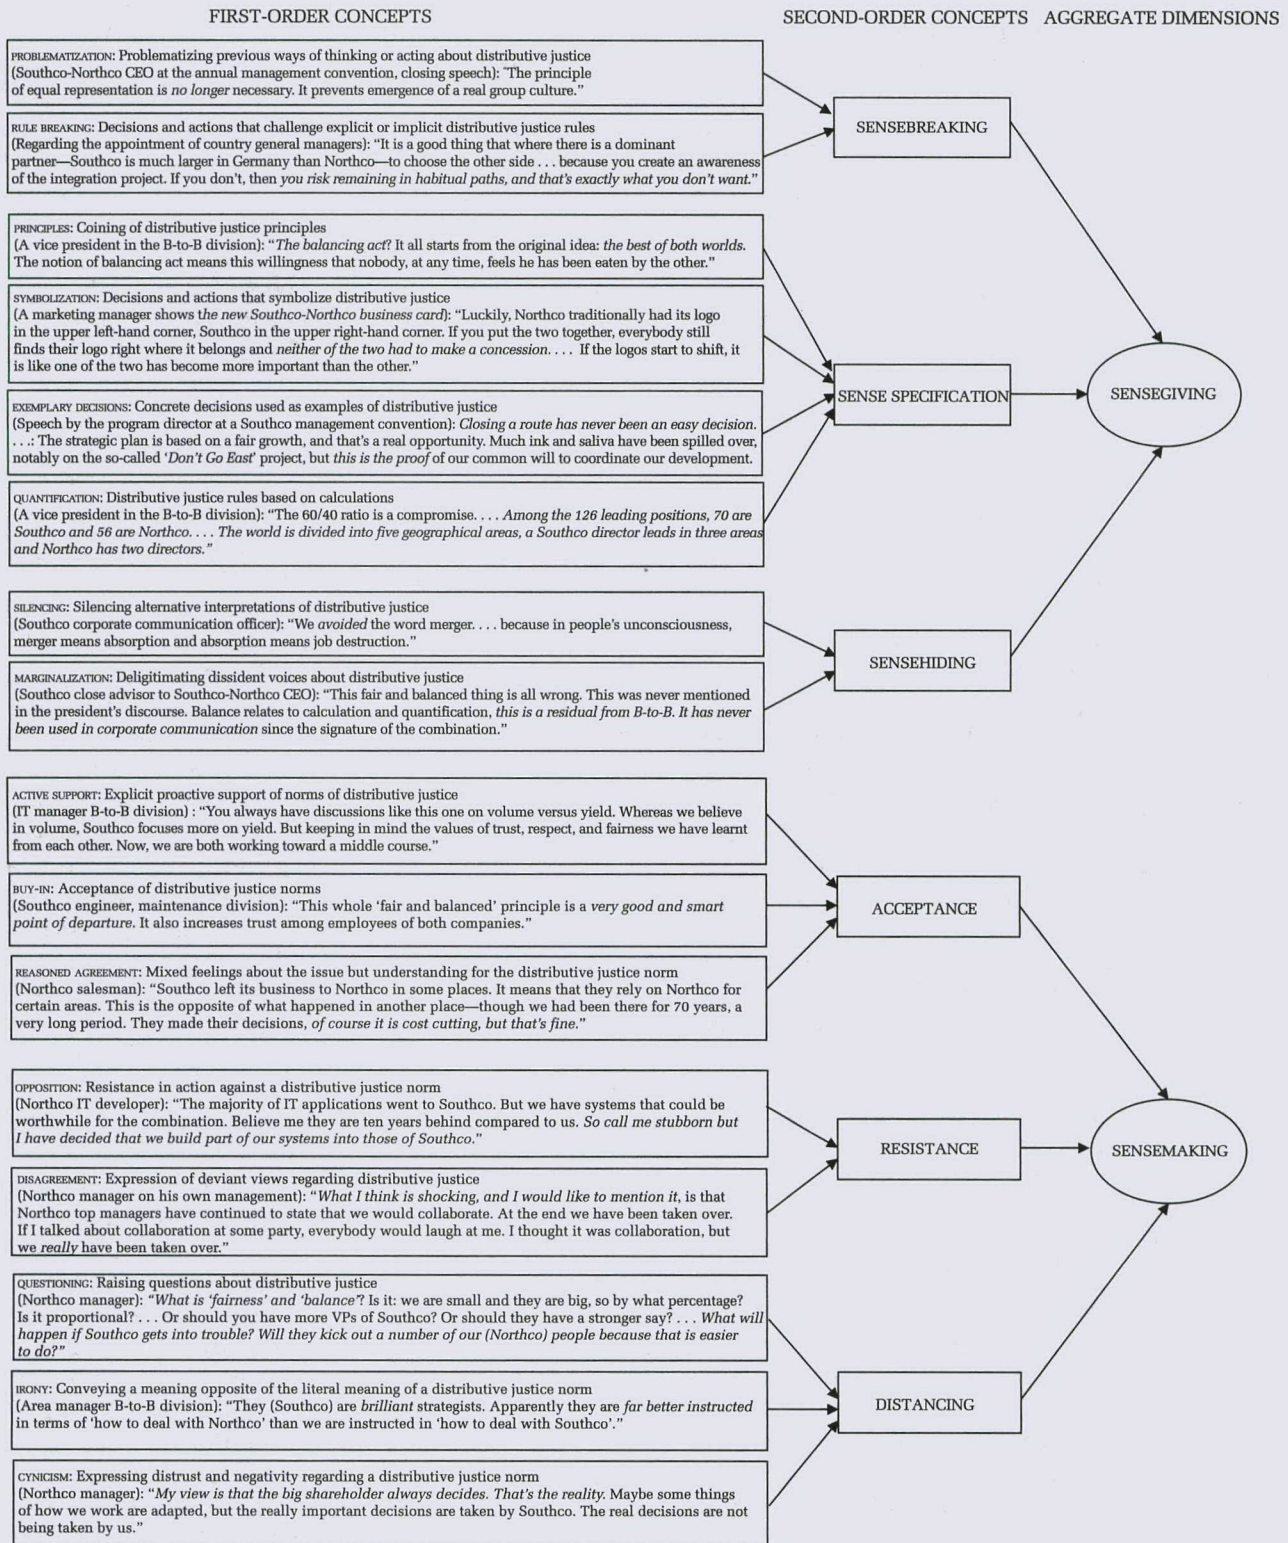 FIRST-ORDER CONCEPTS
SECOND-ORDER CONCEPTS
AGGREGATE DIMENSIONS
PROBLEMATIZATION: Problematizing previous ways of thinking or acting about distributive justice
(Southco-Northco CEO at the annual management convention, closing speech): "The principle
of equal representation is no longer necessary. It prevents emergence of a real group culture."
RULE BREAKING: Decisions and actions that challenge explicit or implicit distributive justice rules
(Regarding the appointment of country general managers): "It is a good thing that where there is a dominant
partner—Southco is much larger in Germany than Northco—to choose the other side . . . because you create an awareness
of the integration project. If you don't, then you risk remaining in habitual paths, and that's exactly what you don't want."
SENSEBREAKING
PRINCIPLES: Coining of distributive justice principles
(A vice president in the B-to-B division): "The balancing act? It all starts from the original idea: the best of both worlds.
The notion of balancing act means this willingness that nobody, at any time, feels he has been eaten by the other."
SYMBOLIZATION: Decisions and actions that symbolize distributive justice
(A marketing manager shows the new Southco-Northco business card): "Luckily, Northco traditionally had its logo
in the upper left-hand corner, Southco in the upper right-hand corner. If you put the two together, everybody still
finds their logo right where it belongs and neither of the two had to make a concession. . . . If the logos start to shift, it
is like one of the two has become more important than the other."
EXEMPLARY DECISIONS: Concrete decisions used as examples of distributive justice
(Speech by the program director at a Southco management convention): Closing a route has never been an easy decision.
. . .: The strategic plan is based on a fair growth, and that's a real opportunity. Much ink and saliva have been spilled over,
notably on the so-called 'Don't Go East' project, but this is the proof of our common will to coordinate our development.
QUANTIFICATION: Distributive justice rules based on calculations
(A vice president in the B-to-B division): "The 60/40 ratio is a compromise. . . . Among the 126 leading positions, 70 are
Southco and 56 are Northco. . . . The world is divided into five geographical areas, a Southco director leads in three areas
and Northco has two directors."
SENSE SPECIFICATION
SENSEGIVING
SILENCING: Silencing alternative interpretations of distributive justice
(Southco corporate communication officer): "We avoided the word merger. . . . because in people's unconsciousness,
merger means absorption and absorption means job destruction."
MARGINALIZATION: Deligitimating dissident voices about distributive justice
(Southco close advisor to Southco-Northco CEO): "This fair and balanced thing is all wrong. This was never mentioned
in the president's discourse. Balance relates to calculation and quantification, this is a residual from B-to-B. It has never
been used in corporate communication since the signature of the combination."
SENSEHIDING
ACTIVE SUPPORT: Explicit proactive support of norms of distributive justice
(IT manager B-to-B division) : "You always have discussions like this one on volume versus yield. Whereas we believe
in volume, Southco focuses more on yield. But keeping in mind the values of trust, respect, and fairness we have learnt
from each other. Now, we are both working toward a middle course."
BUY-IN: Acceptance of distributive justice norms
(Southco engineer, maintenance division): "This whole 'fair and balanced' principle is a very good and smart
point of departure. It also increases trust among employees of both companies."
REASONED AGREEMENT: Mixed feelings about the issue but understanding for the distributive justice norm
(Northco salesman): "Southco left its business to Northco in some places. It means that they rely on Northco for
certain areas. This is the opposite of what happened in another place—though we had been there for 70 years, a
very long period. They made their decisions, of course it is cost cutting, but that's fine."
ACCEPTANCE
OPPOSITION: Resistance in action against a distributive justice norm
(Northco IT developer): "The majority of IT applications went to Southco. But we have systems that could be
worthwhile for the combination. Believe me they are ten years behind compared to us. So call me stubborn but
I have decided that we build part of our systems into those of Southco."
DISAGREEMENT: Expression of deviant views regarding distributive justice
(Northco manager on his own management): "What I think is shocking, and I would like to mention it, is that
Northco top managers have continued to state that we would collaborate. At the end we have been taken over.
If I talked about collaboration at some party, everybody would laugh at me. I thought it was collaboration, but
we really have been taken over."
RESISTANCE
SENSEMAKING
QUESTIONING: Raising questions about distributive justice
(Northco manager): "What is 'fairness' and 'balance'? Is it: we are small and they are big, so by what percentage?
Is it proportional? . . . Or should you have more VPs of Southco? Or should they have a stronger say? . . . What will
happen if Southco gets into trouble? Will they kick out a number of our (Northco) people because that is easier
to do?"
IRONY: Conveying a meaning opposite of the literal meaning of a distributive justice norm
(Area manager B-to-B division): "They (Southco) are brilliant strategists. Apparently they are far better instructed
in terms of 'how to deal with Northco' than we are instructed in 'how to deal with Southco'."
CYNICISM: Expressing distrust and negativity regarding a distributive justice norm
(Northco manager): "My view is that the big shareholder always decides. That's the reality. Maybe some things
of how we work are adapted, but the really important decisions are taken by Southco. The real decisions are not
being taken by us."
DISTANCING